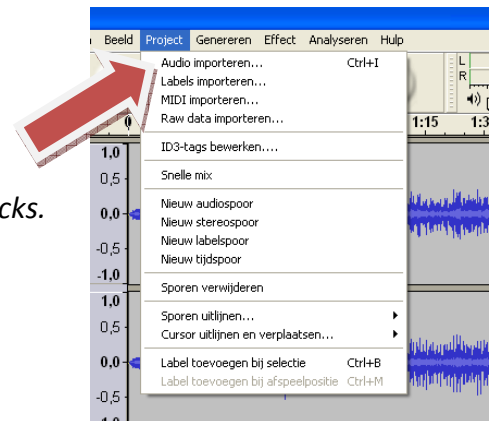 Beeld Project Genereren Effect Analyseren Hulp
Audio importeren... Ctrl+I
Labels importeren...
MIDI importeren...
Raw data importeren...
ID3-tags bewerken....
Snelle mix
Nieuw audiospoor
Nieuw stereospoor
Nieuw labelspoor
Nieuw tijdspoor
Sporen verwijderen
Sporen uitlijnen...
Cursor uitlijnen en verplaatsen...
Label toevoegen bij selectie Ctrl+B
Label toevoegen bij afspeelpositie Ctrl+M
L
R
1:15
1,0
0,5
0,0
-0,5
-1,0
1,0
0,5
0,0
-0,5
cks.